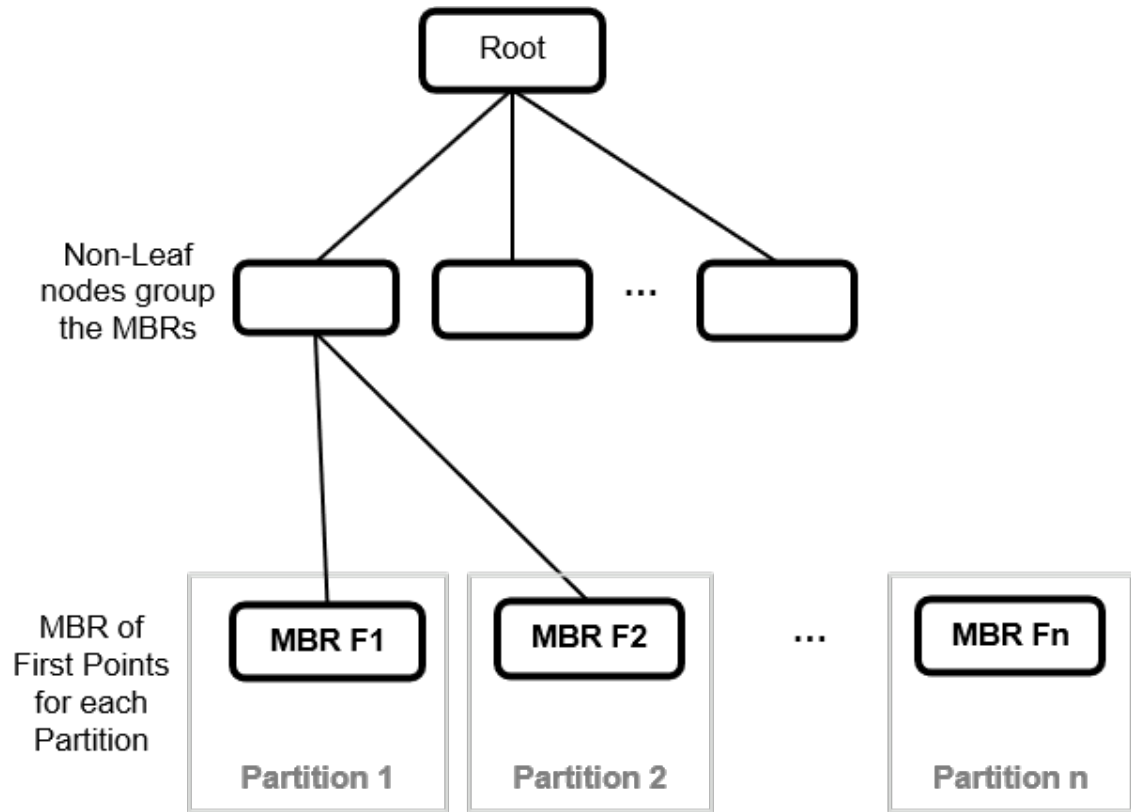 Root
Non-Leaf
nodes group
the MBRs
...
MBR of
First Points
for each
Partition
MBR F1
MBR F2
...
MBR Fn
Partition 1
Partition 2
Partition n